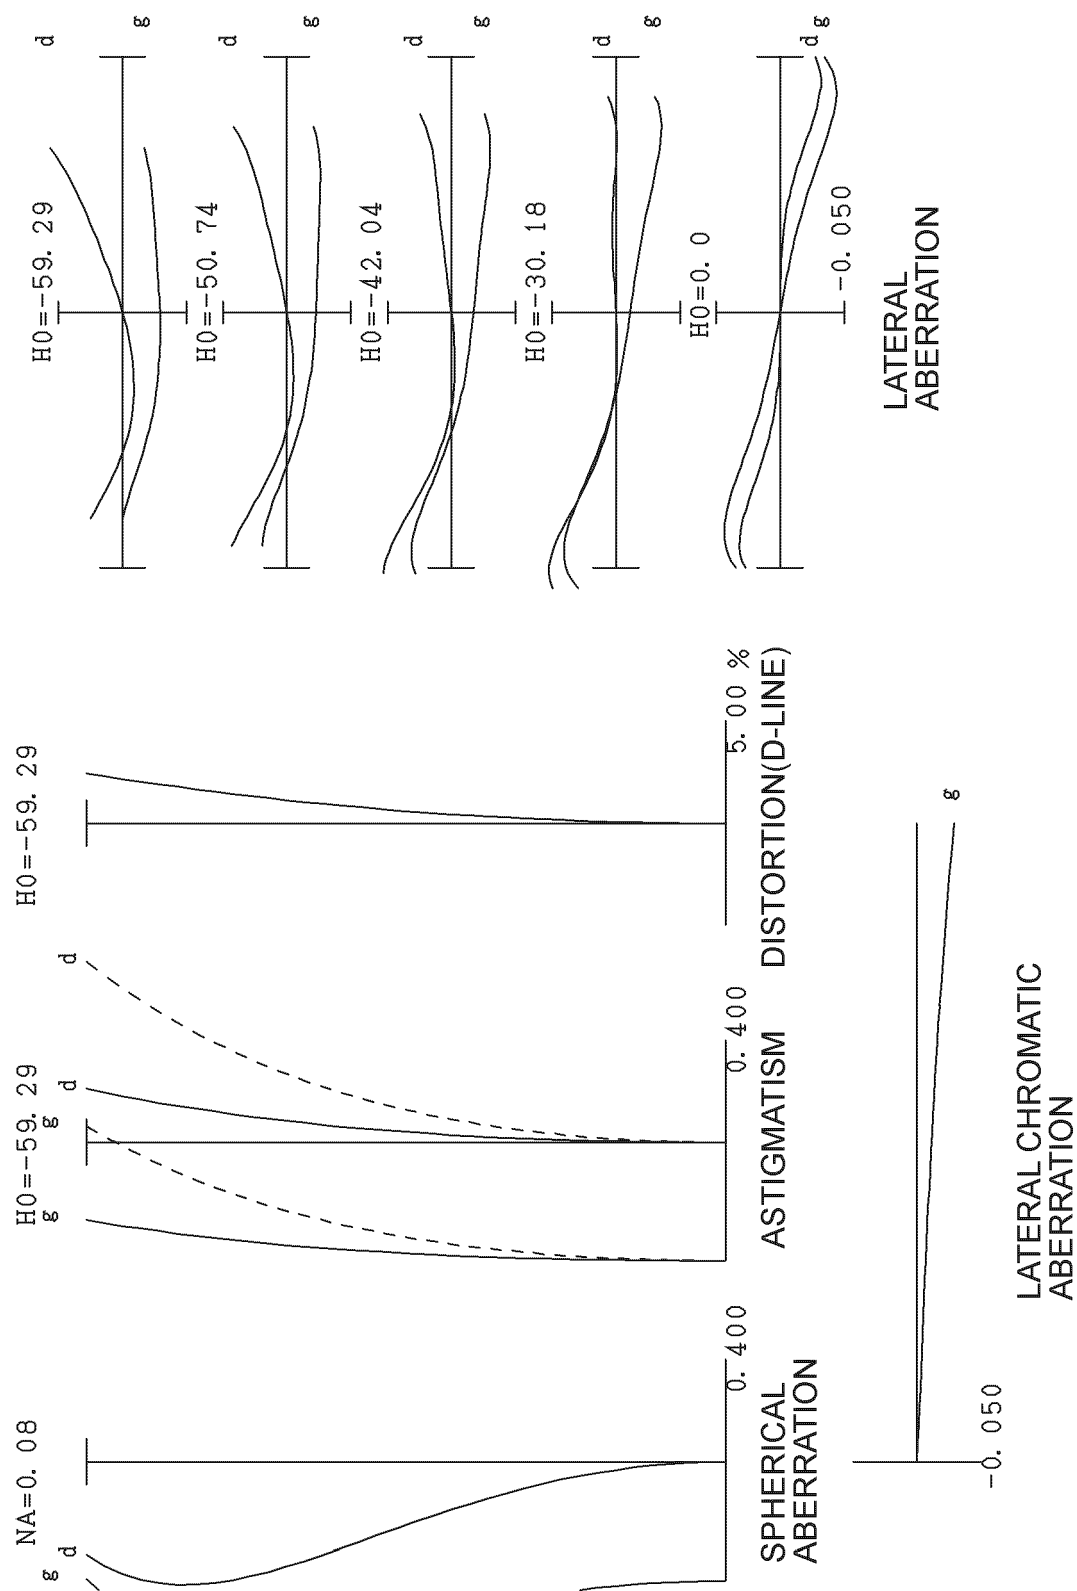 NA=0. 08
g
d
0. 400
SPHERICAL
ABERRATION
H0=-59. 29
g
g
d
d
0. 400
ASTIGMATISM
H0=-59. 29
5. 00 %
DISTORTION(D-LINE)
-0. 050
g
LATERAL CHROMATIC
ABERRATION
H0=-59. 29
d
g
H0=-50. 74
d
g
H0=-42. 04
d
g
H0=-30. 18
d
g
H0=0. 0
d g
-0. 050
LATERAL
ABERRATION